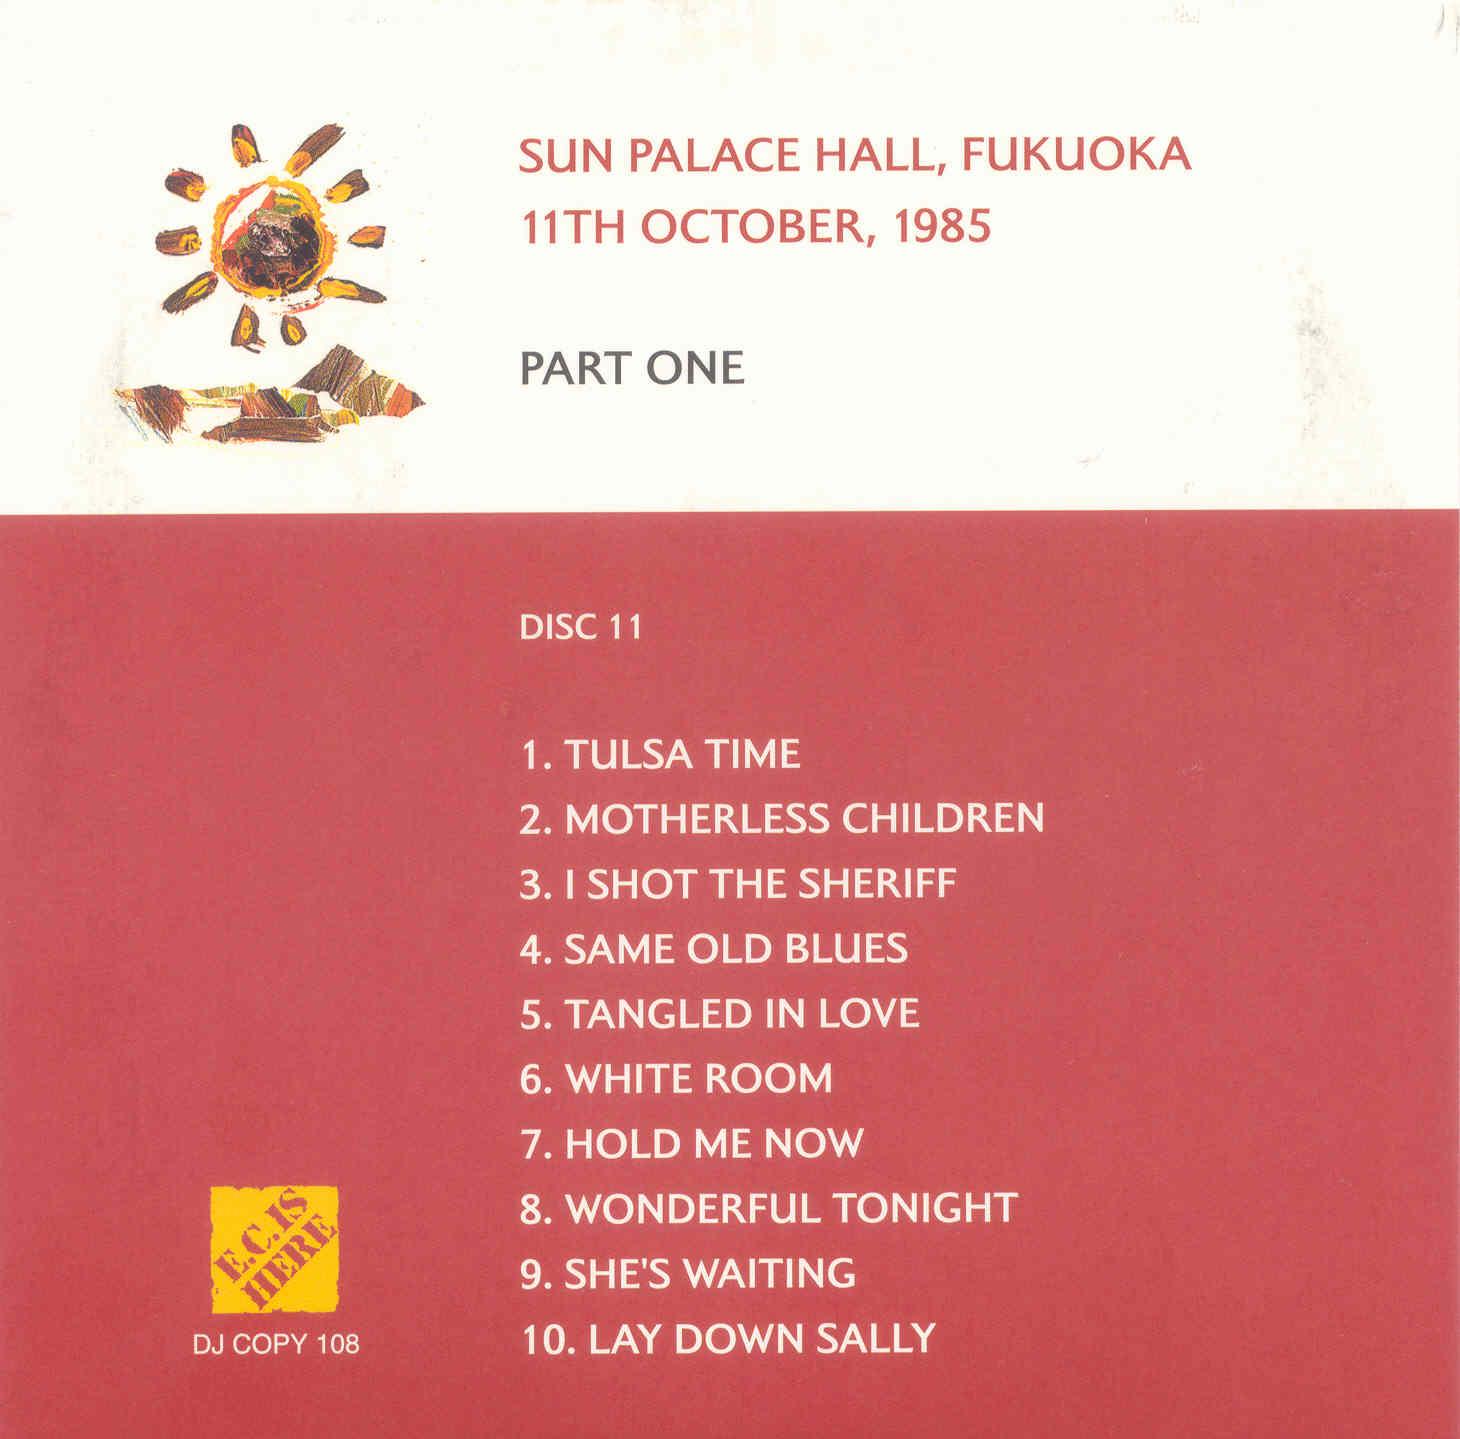 SUN PALACE HALL, FUKUOKA
11TH OCTOBER, 1985
PART ONE
DISC 11
1. TULSA TIME
2. MOTHERLESS CHILDREN
3. I SHOT THE SHERIFF
4. SAME OLD BLUES
5. TANGLED IN LOVE
6. WHITE ROOM
7. HOLD ME NOW
8. WONDERFUL TONIGHT
9. SHE'S WAITING
10. LAY DOWN SALLY
E.C. IS
HERE
DJ COPY 108